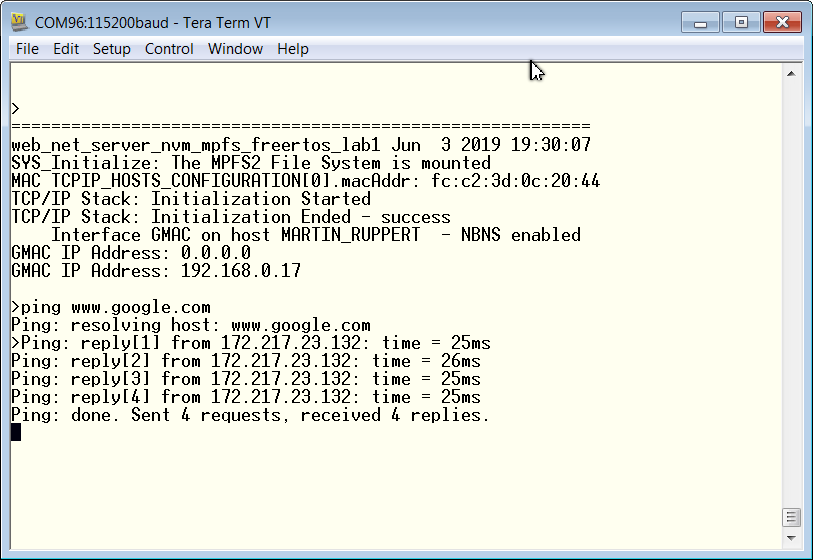 COM96:115200baud - Tera Term VT
File Edit Setup Control Window Help
>
==========================================================
web_net_server_nvm_mpfs_freertos_lab1 Jun  3 2019 19:30:07
SYS_Initialize: The MPFS2 File System is mounted
MAC TCPIP_HOSTS_CONFIGURATION[0].macAddr: fc:c2:3d:0c:20:44
TCP/IP Stack: Initialization Started
TCP/IP Stack: Initialization Ended - success
    Interface GMAC on host MARTIN_RUPPERT  - NBNS enabled
GMAC IP Address: 0.0.0.0
GMAC IP Address: 192.168.0.17
>ping www.google.com
Ping: resolving host: www.google.com
>Ping: reply[1] from 172.217.23.132: time = 25ms
Ping: reply[2] from 172.217.23.132: time = 26ms
Ping: reply[3] from 172.217.23.132: time = 25ms
Ping: reply[4] from 172.217.23.132: time = 25ms
Ping: done. Sent 4 requests, received 4 replies.